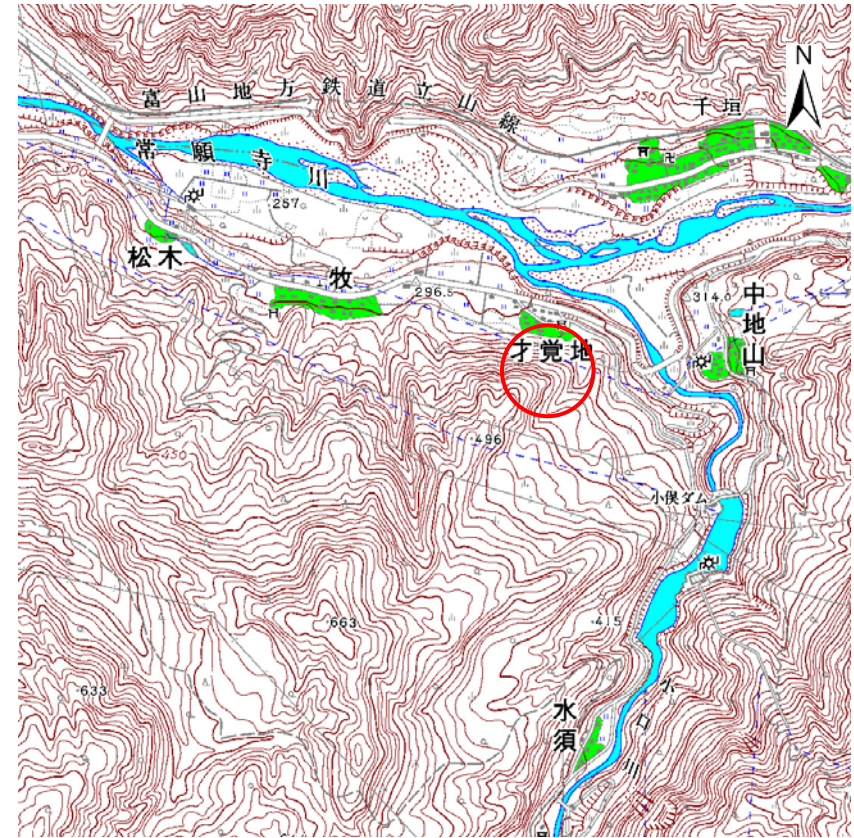 N
富山地方鉄道立山線
千垣
常願寺川
257
松木
牧
296.5
314.0
中地山
才覚地
496
450
小俣ダム
663
415
633
小口川
水須